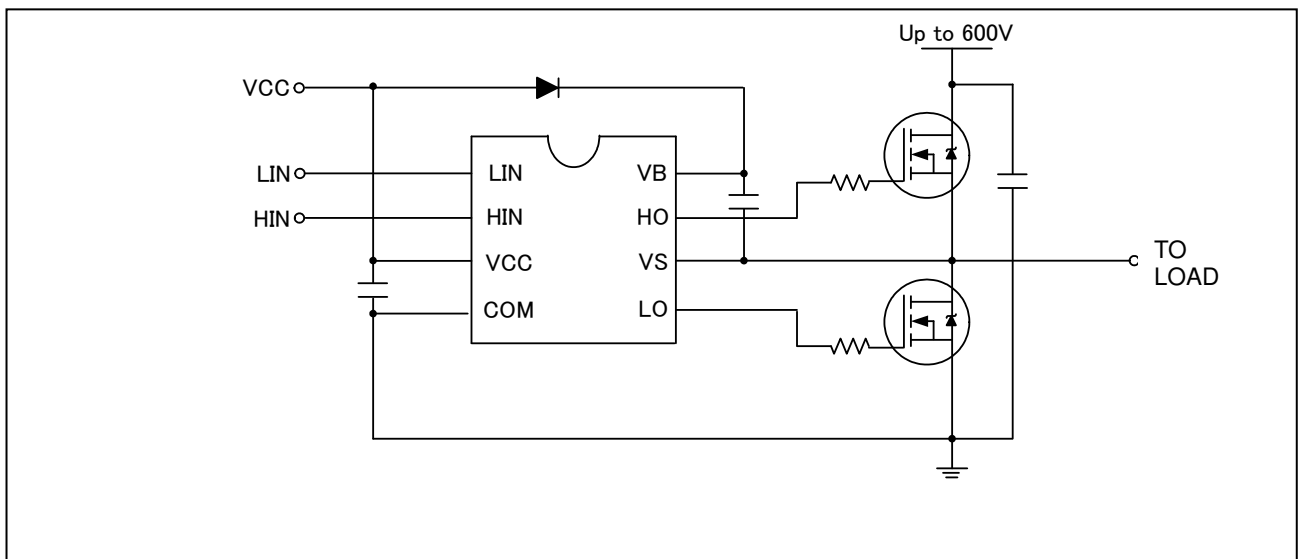 Up to 600V
VCC
LIN
LIN
VB
HIN
HIN
HO
VCC
VS
TO
LOAD
COM
LO